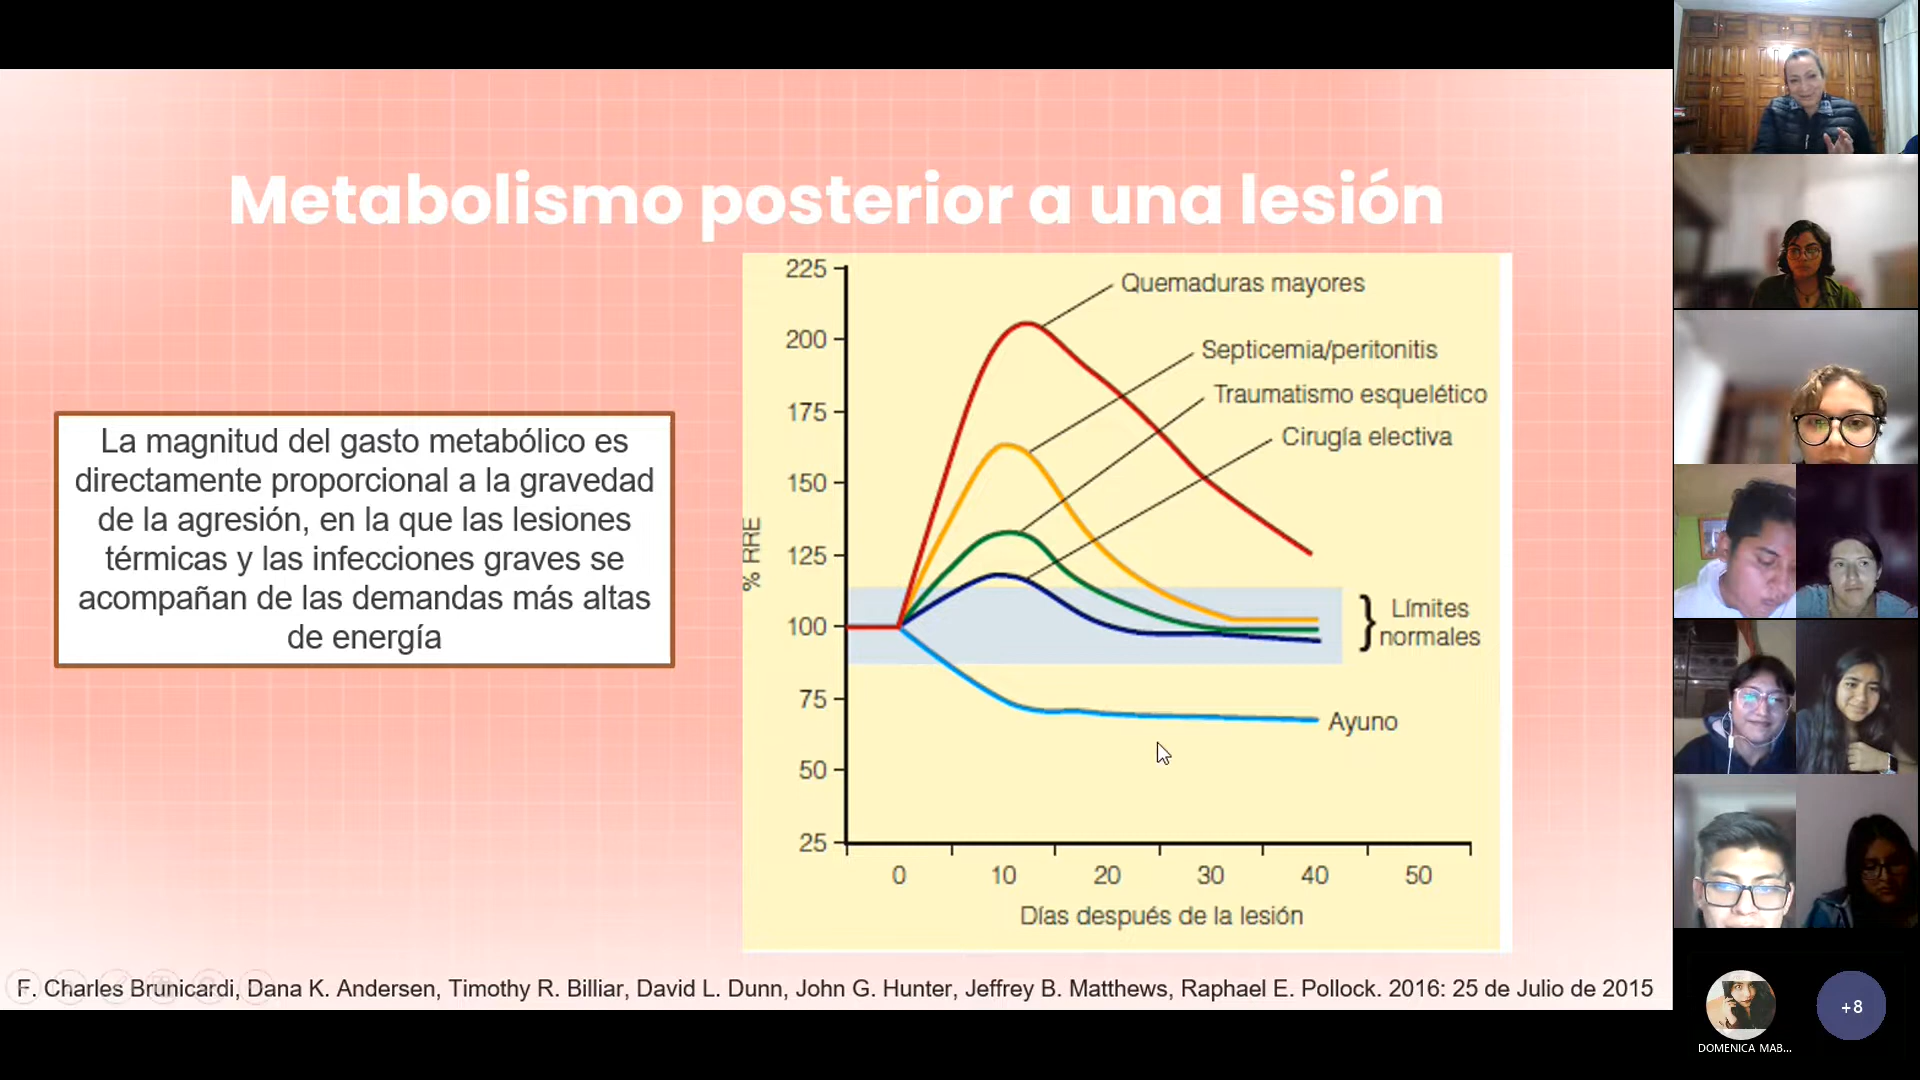 Metabolismo posterior a una lesión
La magnitud del gasto metabólico es
directamente proporcional a la gravedad
de la agresión, en la que las lesiones
térmicas y las infecciones graves se
acompañan de las demandas más altas
de energía
225
200
175
150
125
100
75
50
25
% RRE
Quemaduras mayores
Septicemia/peritonitis
Traumatismo esquelético
Cirugía electiva
} Límites
normales
Ayuno
0 10 20 30 40 50
Días después de la lesión
F. Charles Brunicardi, Dana K. Andersen, Timothy R. Billiar, David L. Dunn, John G. Hunter, Jeffrey B. Matthews, Raphael E. Pollock. 2016: 25 de Julio de 2015
+8
DOMENICA MAB...